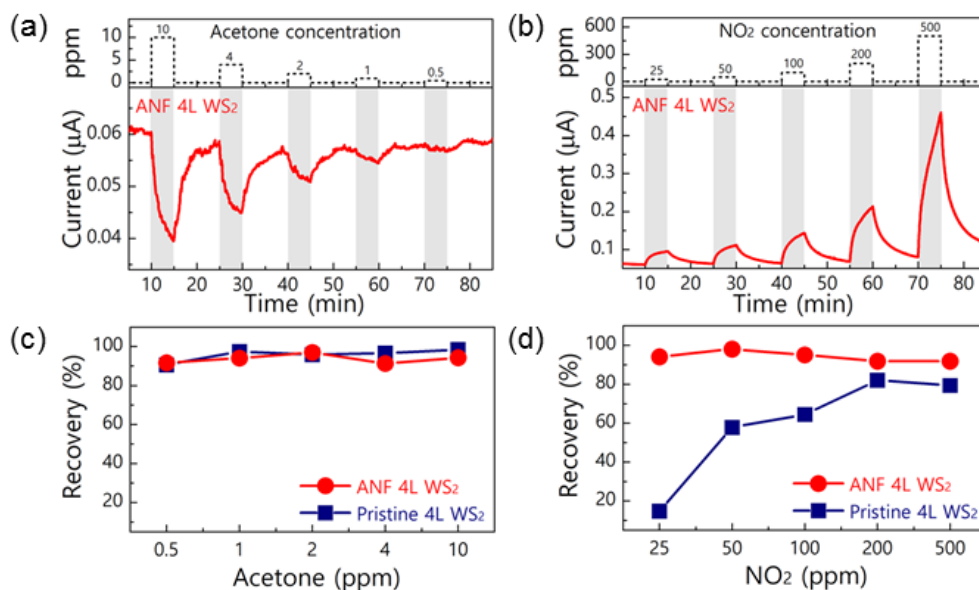 (a)
ppm
10
5
0
Acetone concentration
10
4
2
1
0.5
Current (µA)
0.06
0.05
0.04
ANF 4L WS₂
10 20 30 40 50 60 70 80
Time (min)
(b)
ppm
600
300
0
NO₂ concentration
25
50
100
200
500
Current (µA)
0.5
0.4
0.2
0.1
ANF 4L WS₂
10 20 30 40 50 60 70 80
Time (min)
(c)
Recovery (%)
100
80
60
40
20
ANF 4L WS₂
Pristine 4L WS₂
0.5 1 2 4 10
Acetone (ppm)
(d)
Recovery (%)
100
80
60
40
20
ANF 4L WS₂
Pristine 4L WS₂
25 50 100 200 500
NO₂ (ppm)